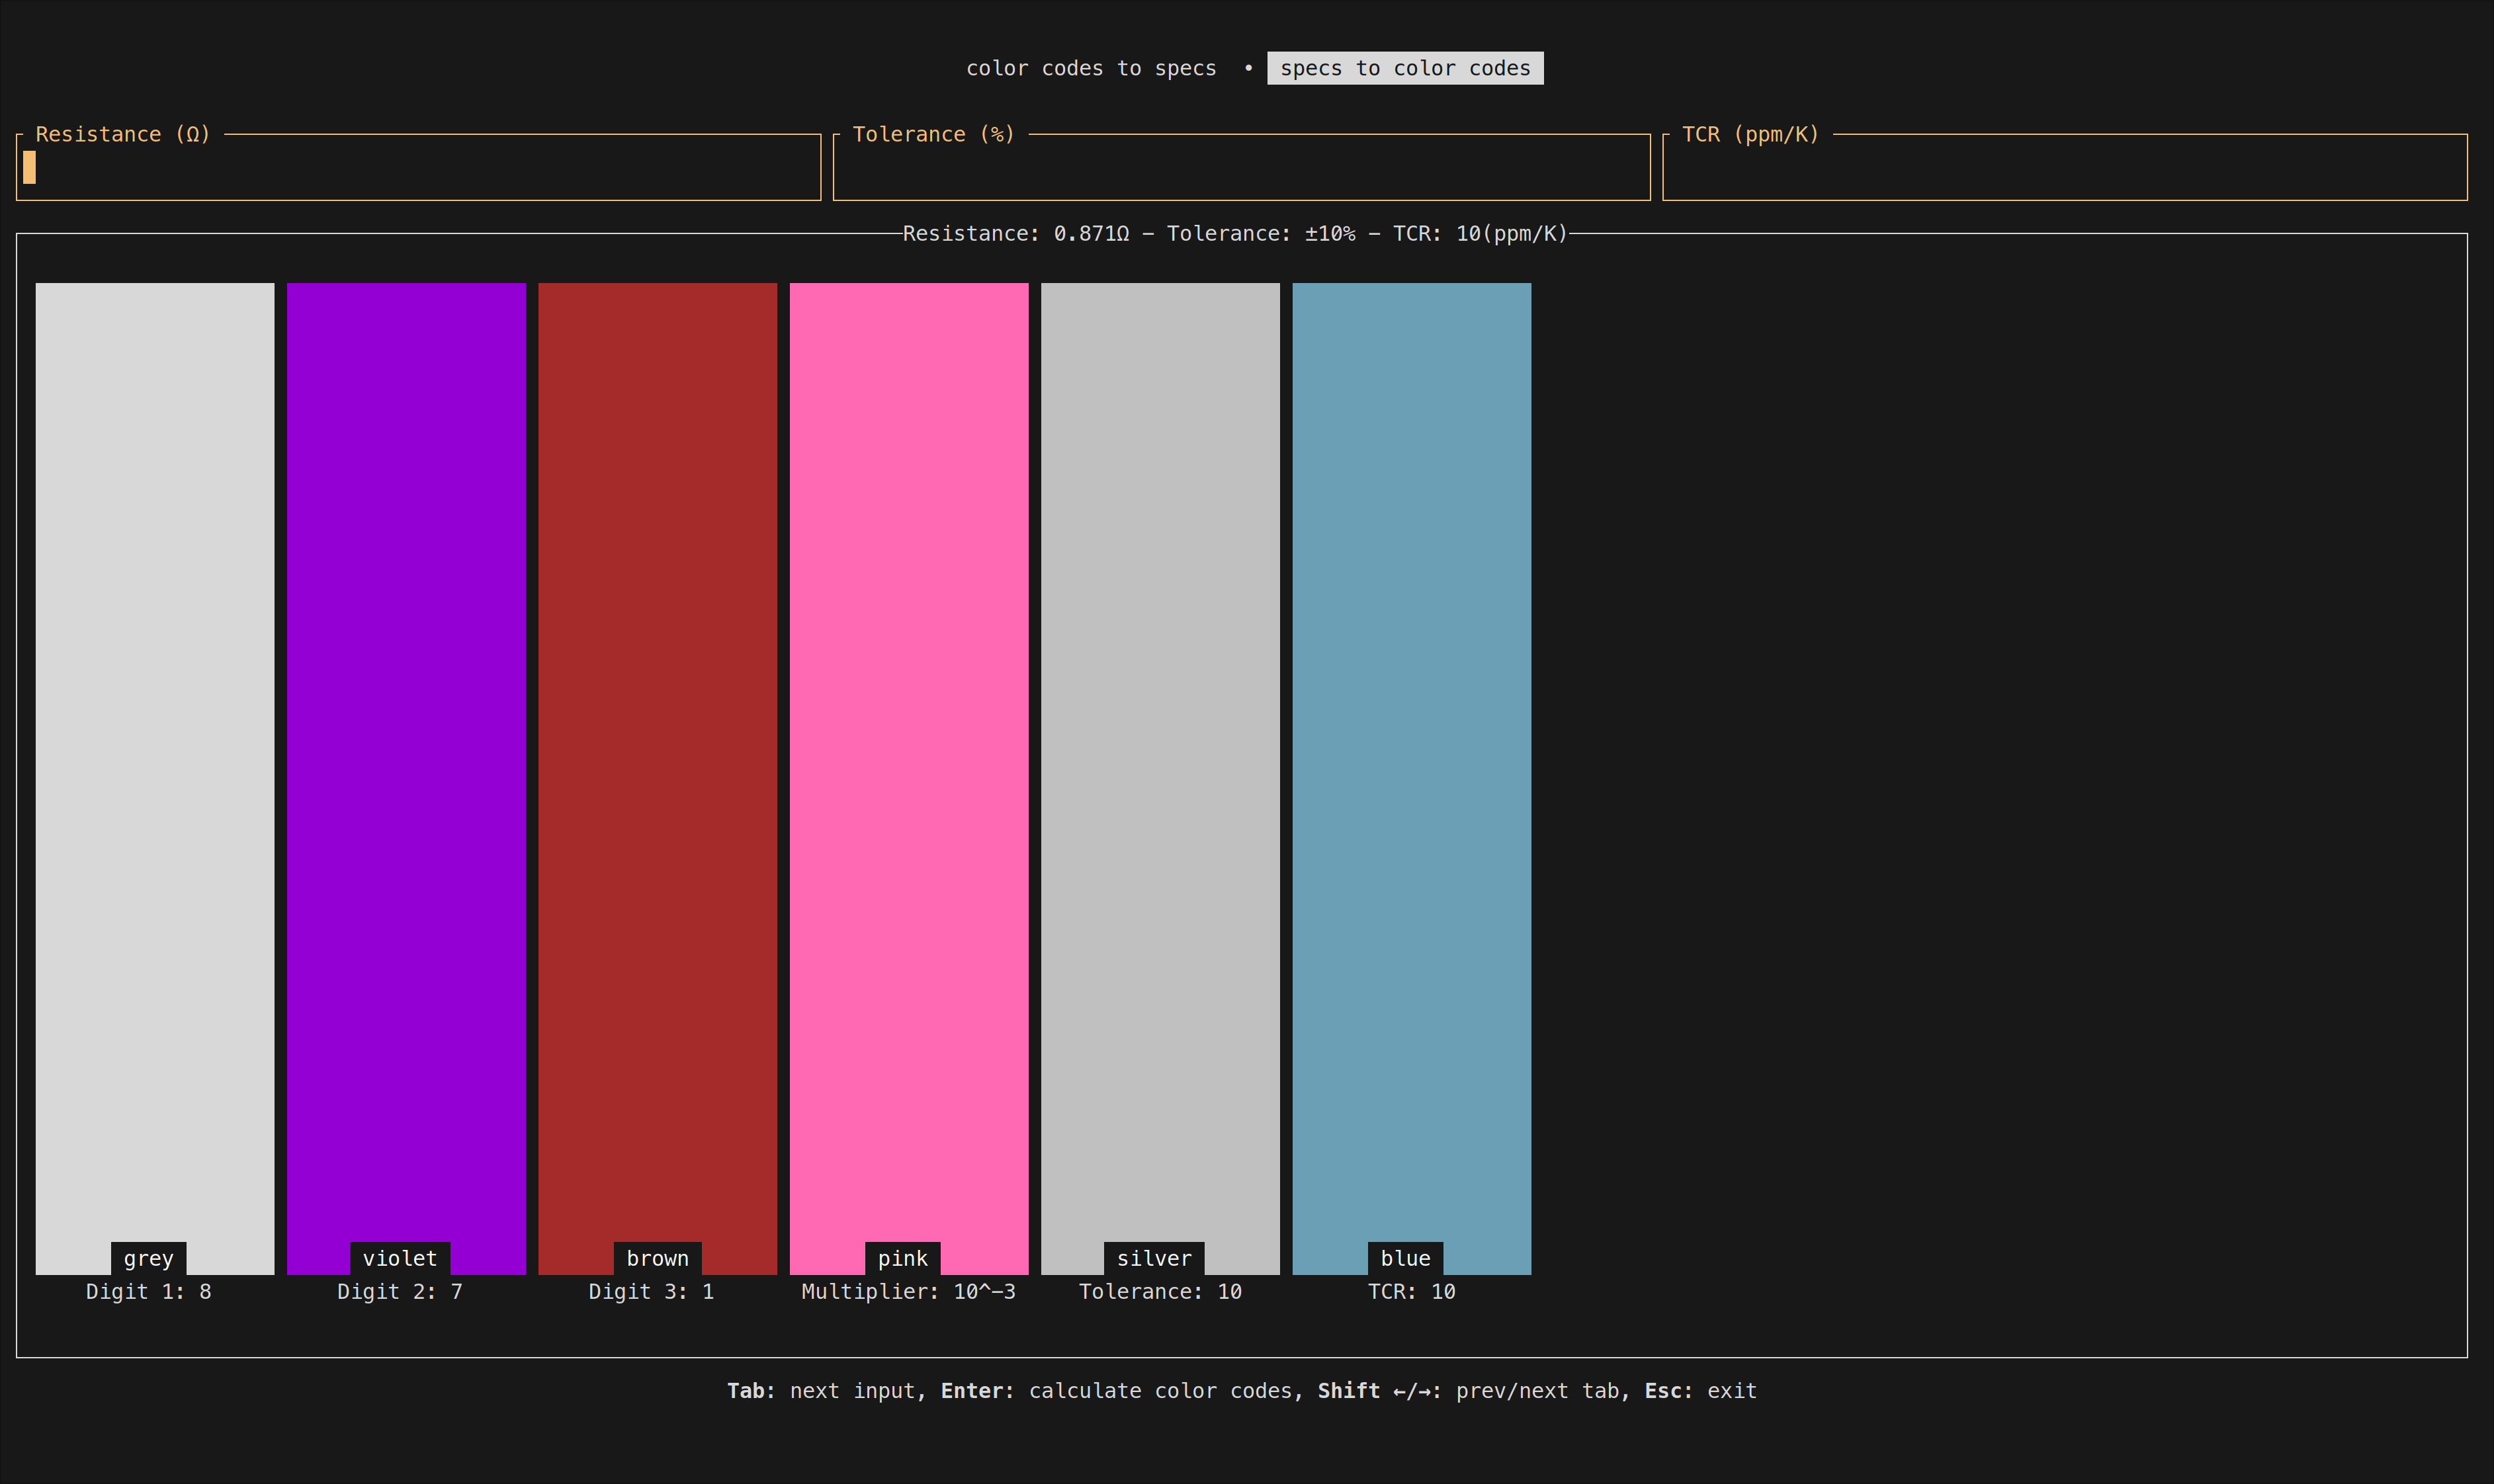 color codes to specs • specs to color codes
Resistance (Ω) Tolerance (%) TCR (ppm/K)
Resistance: 0.871Ω - Tolerance: ±10% - TCR: 10(ppm/K)
grey violet brown pink silver blue
Digit 1: 8 Digit 2: 7 Digit 3: 1 Multiplier: 10^-3 Tolerance: 10 TCR: 10
Tab: next input, Enter: calculate color codes, Shift ←/→: prev/next tab, Esc: exit